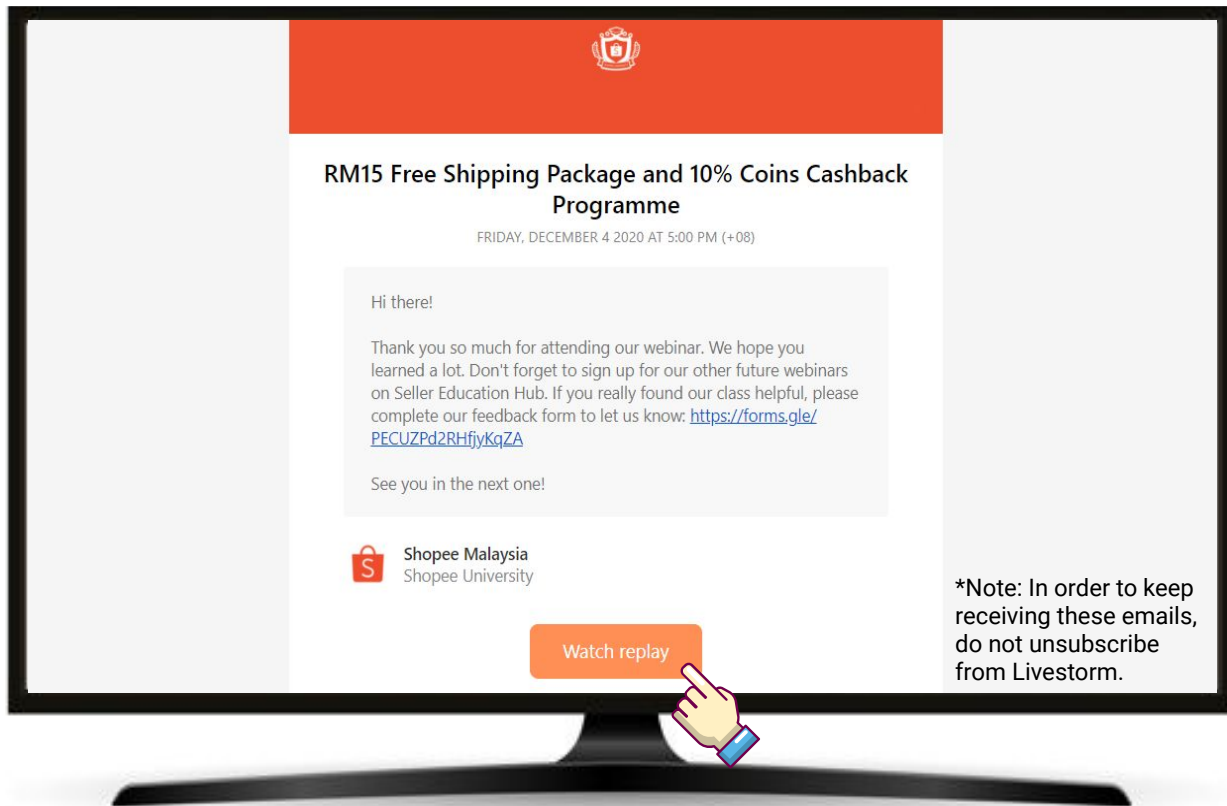 RM15 Free Shipping Package and 10% Coins Cashback
Programme
FRIDAY, DECEMBER 4 2020 AT 5:00 PM (+08)
Hi there!
Thank you so much for attending our webinar. We hope you
learned a lot. Don't forget to sign up for our other future webinars
on Seller Education Hub. If you really found our class helpful, please
complete our feedback form to let us know: https://forms.gle/
PECUZPd2RHfjyKqZA
See you in the next one!
S
Shopee Malaysia
Shopee University
Watch replay
*Note: In order to keep
receiving these emails,
do not unsubscribe
from Livestorm.